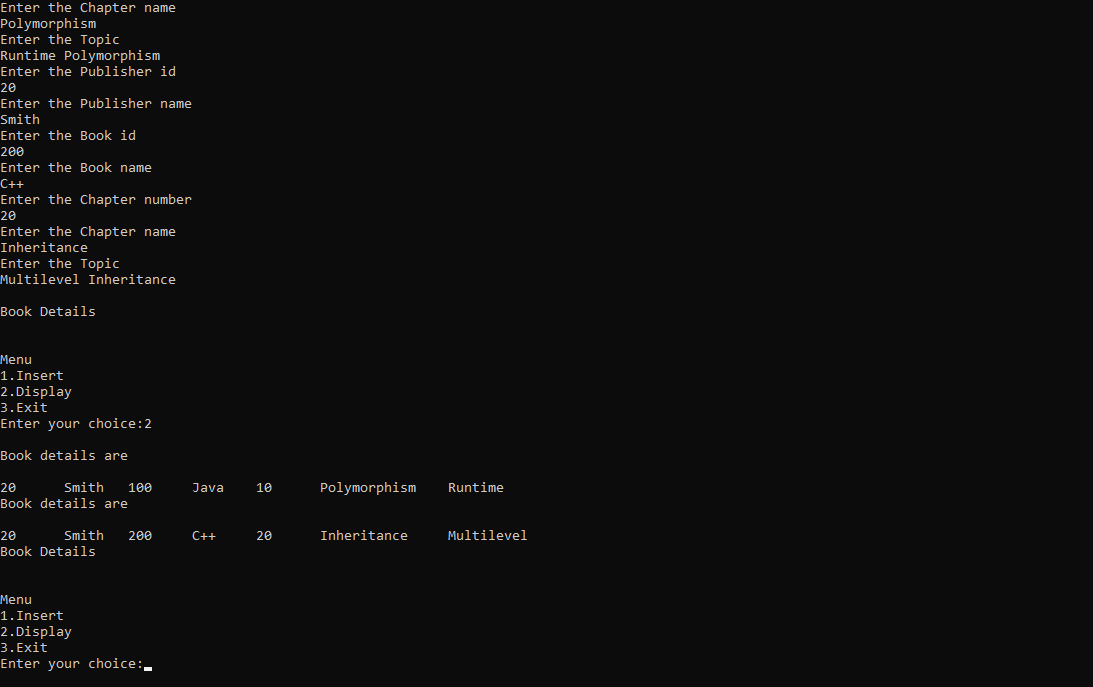 Enter the Chapter name
Polymorphism
Enter the Topic
Runtime Polymorphism
Enter the Publisher id
20
Enter the Publisher name
Smith
Enter the Book id
200
Enter the Book name
C++
Enter the Chapter number
20
Enter the Chapter name
Inheritance
Enter the Topic
Multilevel Inheritance
Book Details
Menu
1.Insert
2.Display
3.Exit
Enter your choice:2
Book details are
20 Smith 100 Java 10 Polymorphism Runtime
Book details are
20 Smith 200 C++ 20 Inheritance Multilevel
Book Details
Menu
1.Insert
2.Display
3.Exit
Enter your choice: